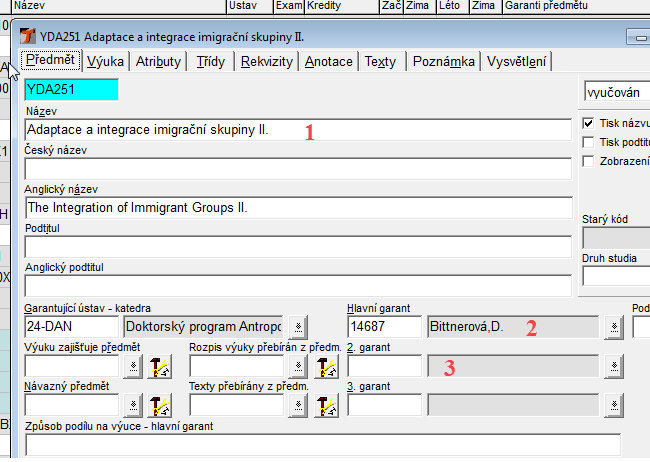 Název Ustav Exam Kredity Zač Zima Léto Zima Garanti předmětu
YDA251 Adaptace a integrace imigrační skupiny II.
Předmět Výuka Atributy Třídy Rekvizity Anotace Texty Poznámka Vysvětlení
YDA251
vyučován
Název
Adaptace a integrace imigrační skupiny II. 1
Tisk názvu
Český název
Tisk podtitu
Zobrazení
Anglický název
The Integration of Immigrant Groups II.
Starý kód
Podtitul
Anglický podtitul
Druh studia
Garantující ústav - katedra Hlavní garant Pod
24-DAN Doktorský program Antropo 14687 Bittnerová,D. 2
Výuku zajišťuje předmět Rozpis výuky přebírán z předm. 2. garant
3
Návazný předmět Texty přebírány z předm. 3. garant
Způsob podílu na výuce - hlavní garant